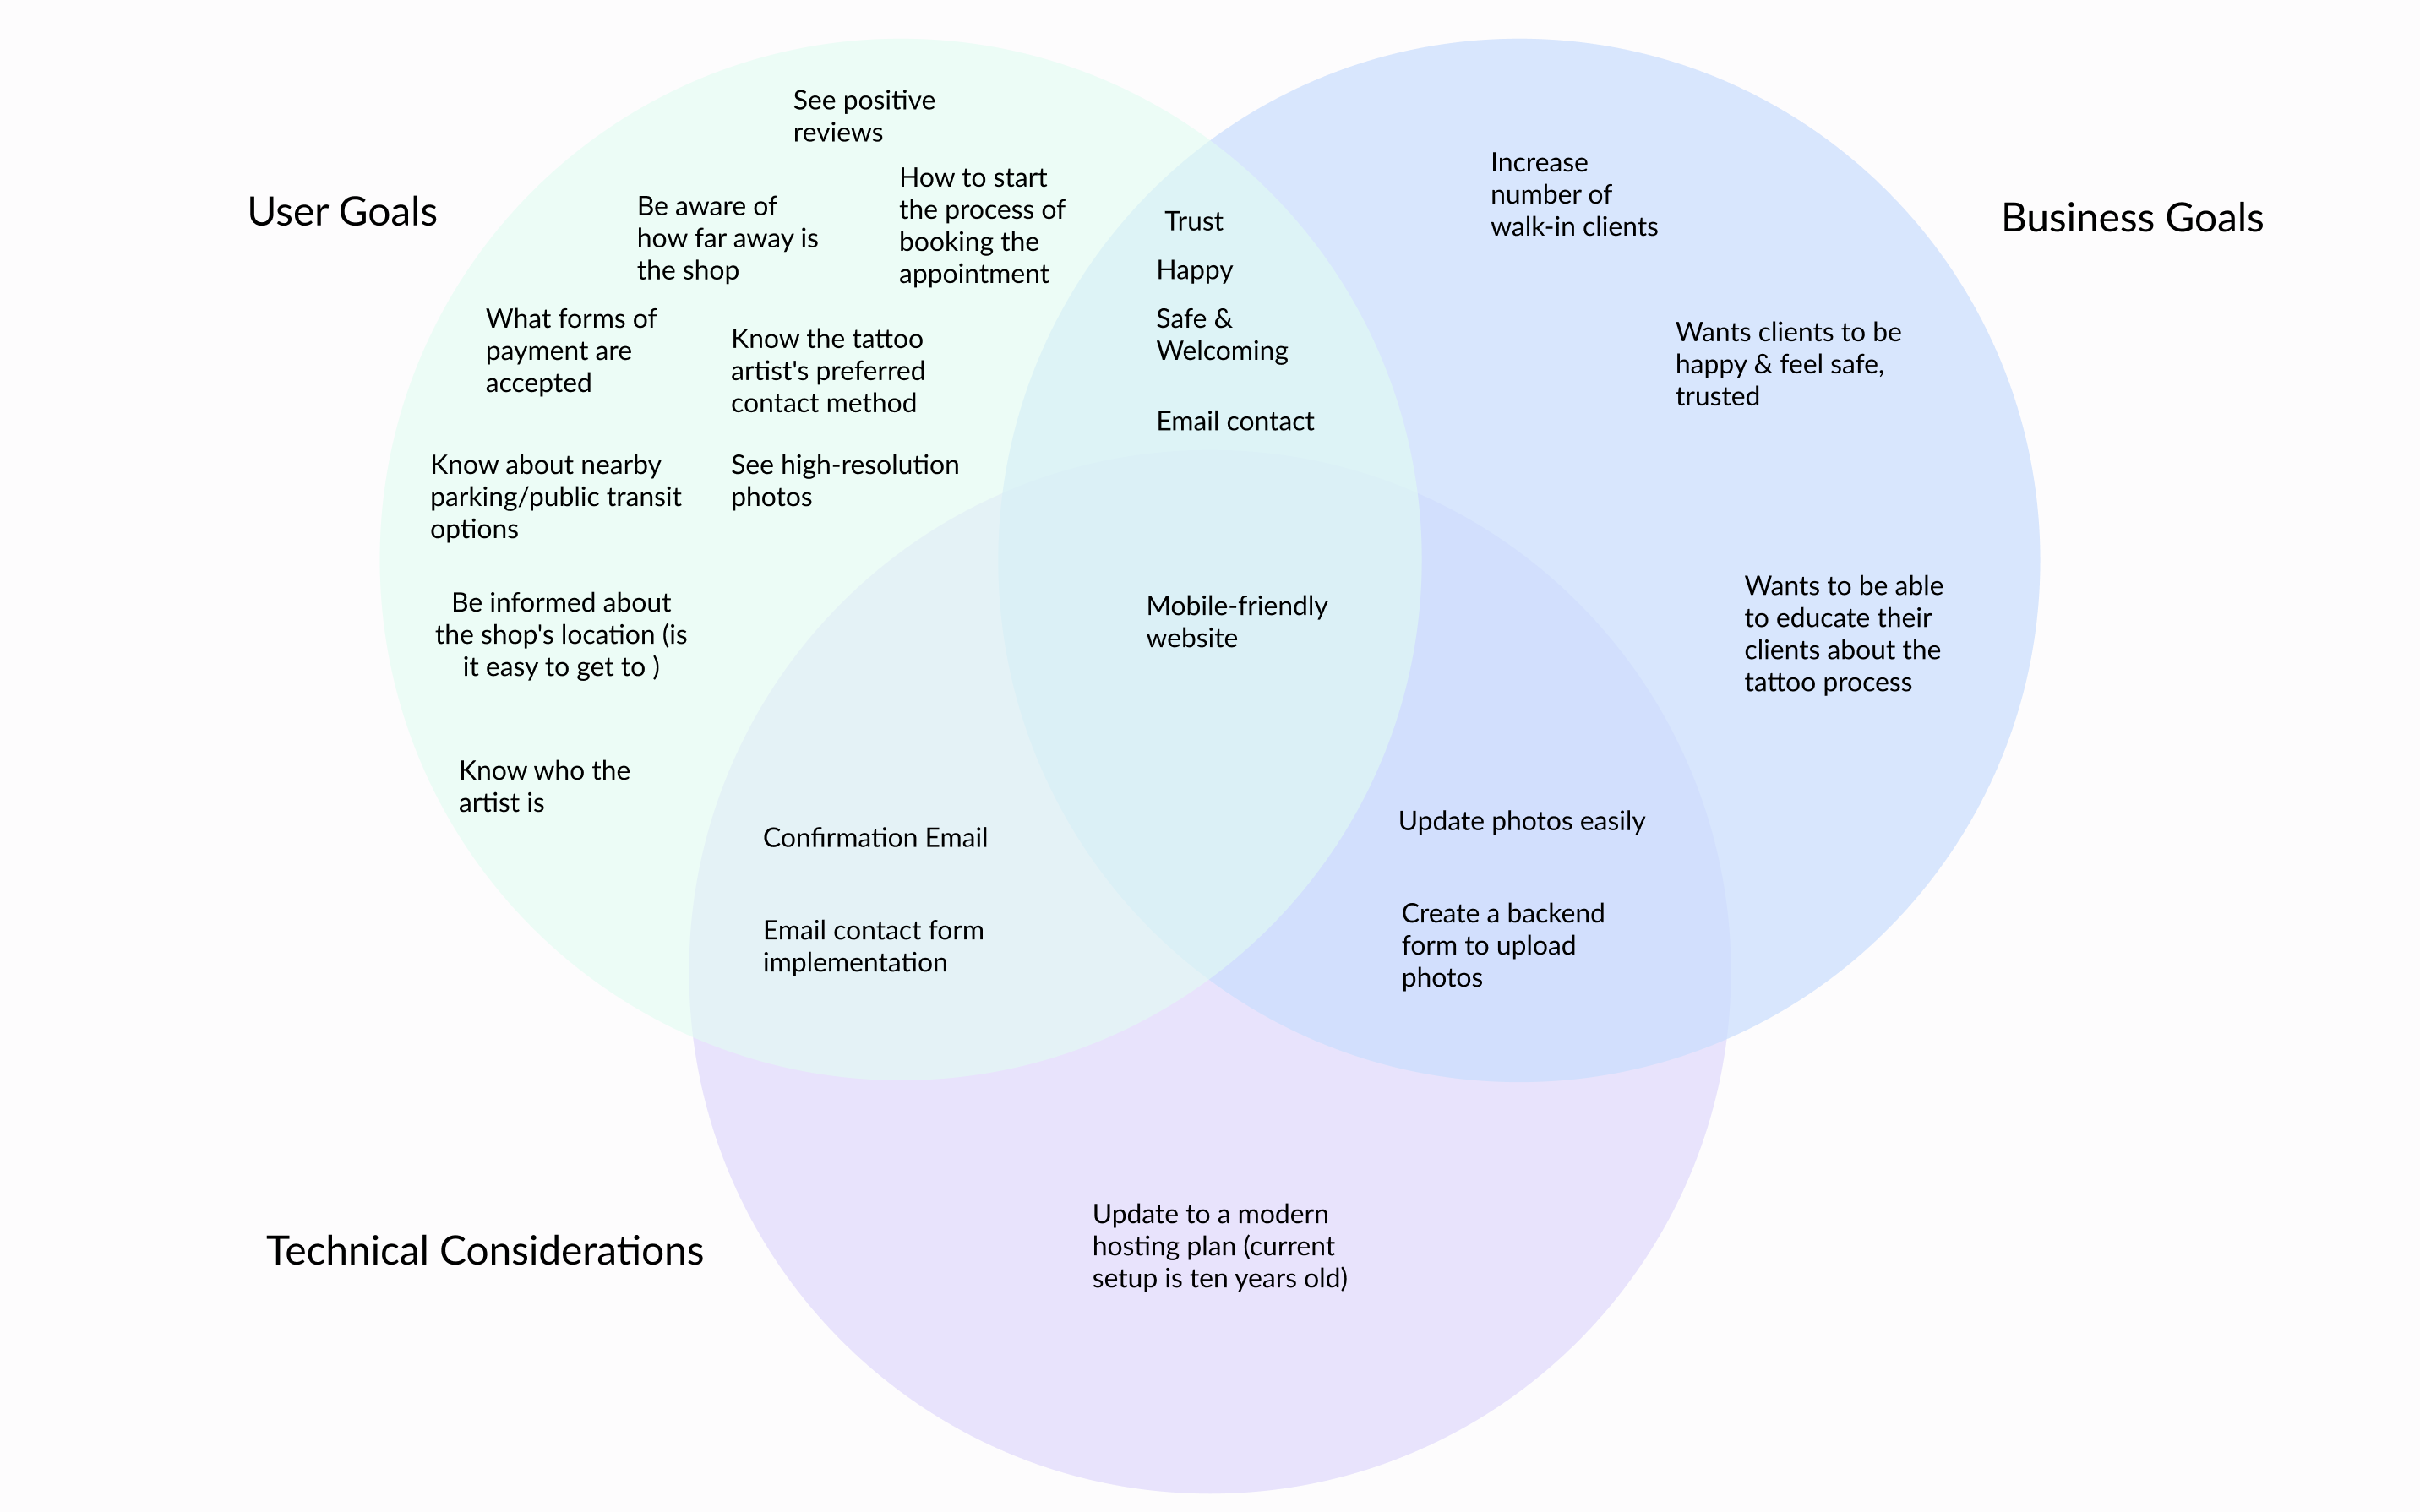 User Goals
See positive
reviews
How to start
the process of
booking the
appointment
Be aware of
how far away is
the shop
What forms of
payment are
accepted
Know the tattoo
artist's preferred
contact method
Know about nearby
parking/public transit
options
See high-resolution
photos
Be informed about
the shop's location (is
it easy to get to )
Know who the
artist is
Trust
Happy
Safe &
Welcoming
Email contact
Business Goals
Increase
number of
walk-in clients
Wants clients to be
happy & feel safe,
trusted
Wants to be able
to educate their
clients about the
tattoo process
Mobile-friendly
website
Confirmation Email
Email contact form
implementation
Update photos easily
Create a backend
form to upload
photos
Technical Considerations
Update to a modern
hosting plan (current
setup is ten years old)